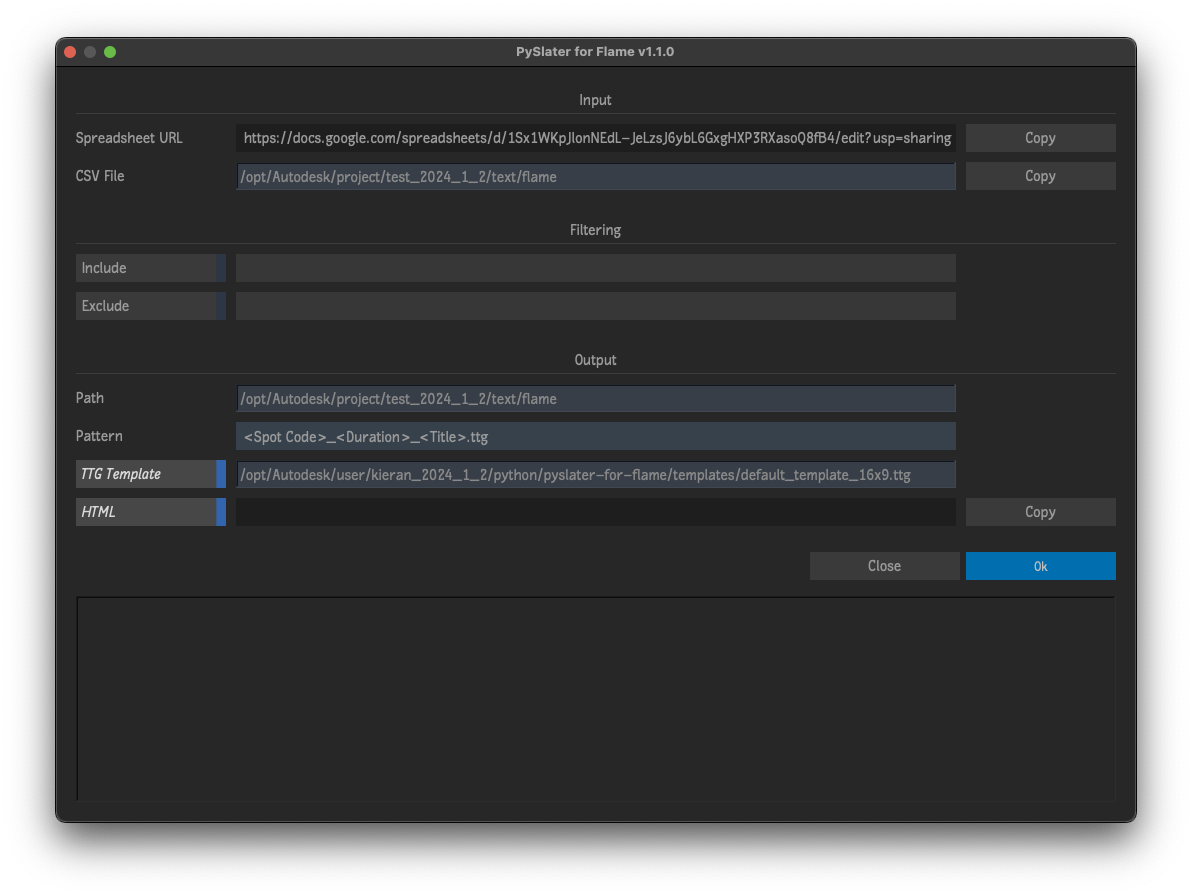 PySlater for Flame v1.1.0
Input
Spreadsheet URL https://docs.google.com/spreadsheets/d/1Sx1WKpJIonNEdL-JeLzsJ6ybL6GxgHXP3RXasoQ8fB4/edit?usp=sharing Copy
CSV File /opt/Autodesk/project/test_2024_1_2/text/flame Copy
Filtering
Include
Exclude
Output
Path /opt/Autodesk/project/test_2024_1_2/text/flame
Pattern <Spot Code>_<Duration>_<Title>.ttg
TTG Template /opt/Autodesk/user/kieran_2024_1_2/python/pyslater-for-flame/templates/default_template_16x9.ttg
HTML Copy
Close Ok